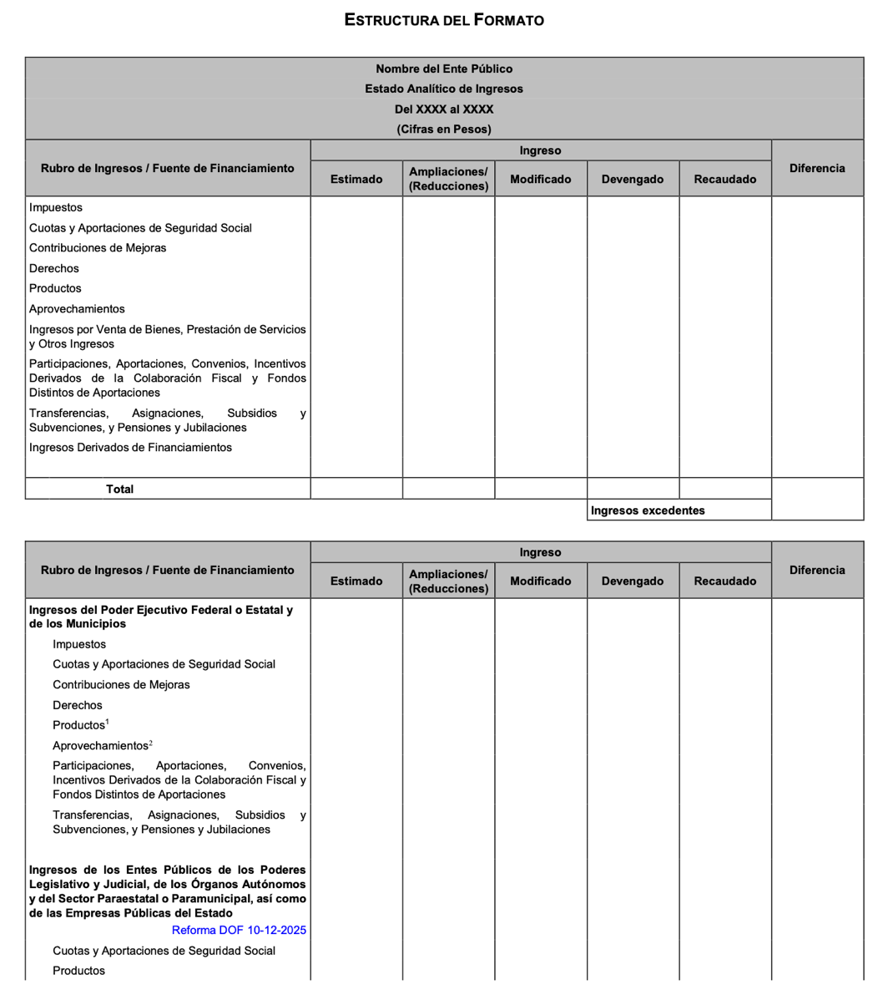 ESTRUCTURA DEL FORMATO
Nombre del Ente Público
Estado Analítico de Ingresos
Del XXXX al XXXX
(Cifras en Pesos)
Rubro de Ingresos / Fuente de Financiamiento
Ingreso
Diferencia
Estimado
Ampliaciones/
(Reducciones)
Modificado
Devengado
Recaudado
Impuestos
Cuotas y Aportaciones de Seguridad Social
Contribuciones de Mejoras
Derechos
Productos
Aprovechamientos
Ingresos por Venta de Bienes, Prestación de Servicios
y Otros Ingresos
Participaciones, Aportaciones, Convenios, Incentivos
Derivados de la Colaboración Fiscal y Fondos
Distintos de Aportaciones
Transferencias, Asignaciones, Subsidios y
Subvenciones, y Pensiones y Jubilaciones
Ingresos Derivados de Financiamientos
Total
Ingresos excedentes
Rubro de Ingresos / Fuente de Financiamiento
Ingreso
Diferencia
Estimado
Ampliaciones/
(Reducciones)
Modificado
Devengado
Recaudado
Ingresos del Poder Ejecutivo Federal o Estatal y
de los Municipios
Impuestos
Cuotas y Aportaciones de Seguridad Social
Contribuciones de Mejoras
Derechos
Productos¹
Aprovechamientos²
Participaciones, Aportaciones, Convenios,
Incentivos Derivados de la Colaboración Fiscal y
Fondos Distintos de Aportaciones
Transferencias, Asignaciones, Subsidios y
Subvenciones, y Pensiones y Jubilaciones
Ingresos de los Entes Públicos de los Poderes
Legislativo y Judicial, de los Órganos Autónomos
y del Sector Paraestatal o Paramunicipal, así como
de las Empresas Públicas del Estado
Reforma DOF 10-12-2025
Cuotas y Aportaciones de Seguridad Social
Productos